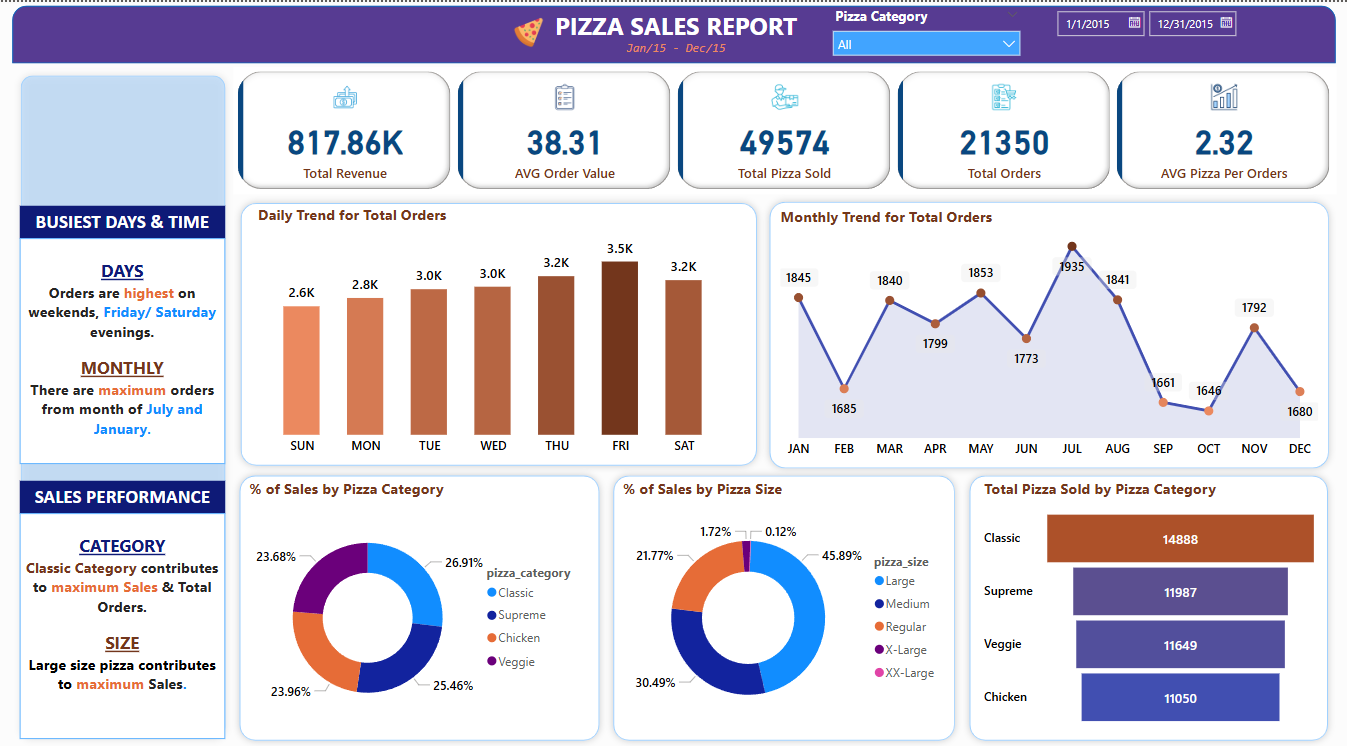 PIZZA SALES REPORT
Jan/15 - Dec/15
Pizza Category
All
1/1/2015
12/31/2015
817.86K
Total Revenue
38.31
AVG Order Value
49574
Total Pizza Sold
21350
Total Orders
2.32
AVG Pizza Per Orders
BUSIEST DAYS & TIME
DAYS
Orders are highest on
weekends, Friday/ Saturday
evenings.
MONTHLY
There are maximum orders
from month of July and
January.
SALES PERFORMANCE
CATEGORY
Classic Category contributes
to maximum Sales & Total
Orders.
SIZE
Large size pizza contributes
to maximum Sales.
Daily Trend for Total Orders
2.6K
2.8K
3.0K
3.0K
3.2K
3.5K
3.2K
SUN
MON
TUE
WED
THU
FRI
SAT
Monthly Trend for Total Orders
1845
1685
1840
1799
1853
1773
1935
1841
1661
1646
1792
1680
JAN
FEB
MAR
APR
MAY
JUN
JUL
AUG
SEP
OCT
NOV
DEC
% of Sales by Pizza Category
23.68%
26.91%
23.96%
25.46%
pizza_category
Classic
Supreme
Chicken
Veggie
% of Sales by Pizza Size
1.72%
0.12%
21.77%
45.89%
30.49%
pizza_size
Large
Medium
Regular
X-Large
XX-Large
Total Pizza Sold by Pizza Category
Classic
14888
Supreme
11987
Veggie
11649
Chicken
11050